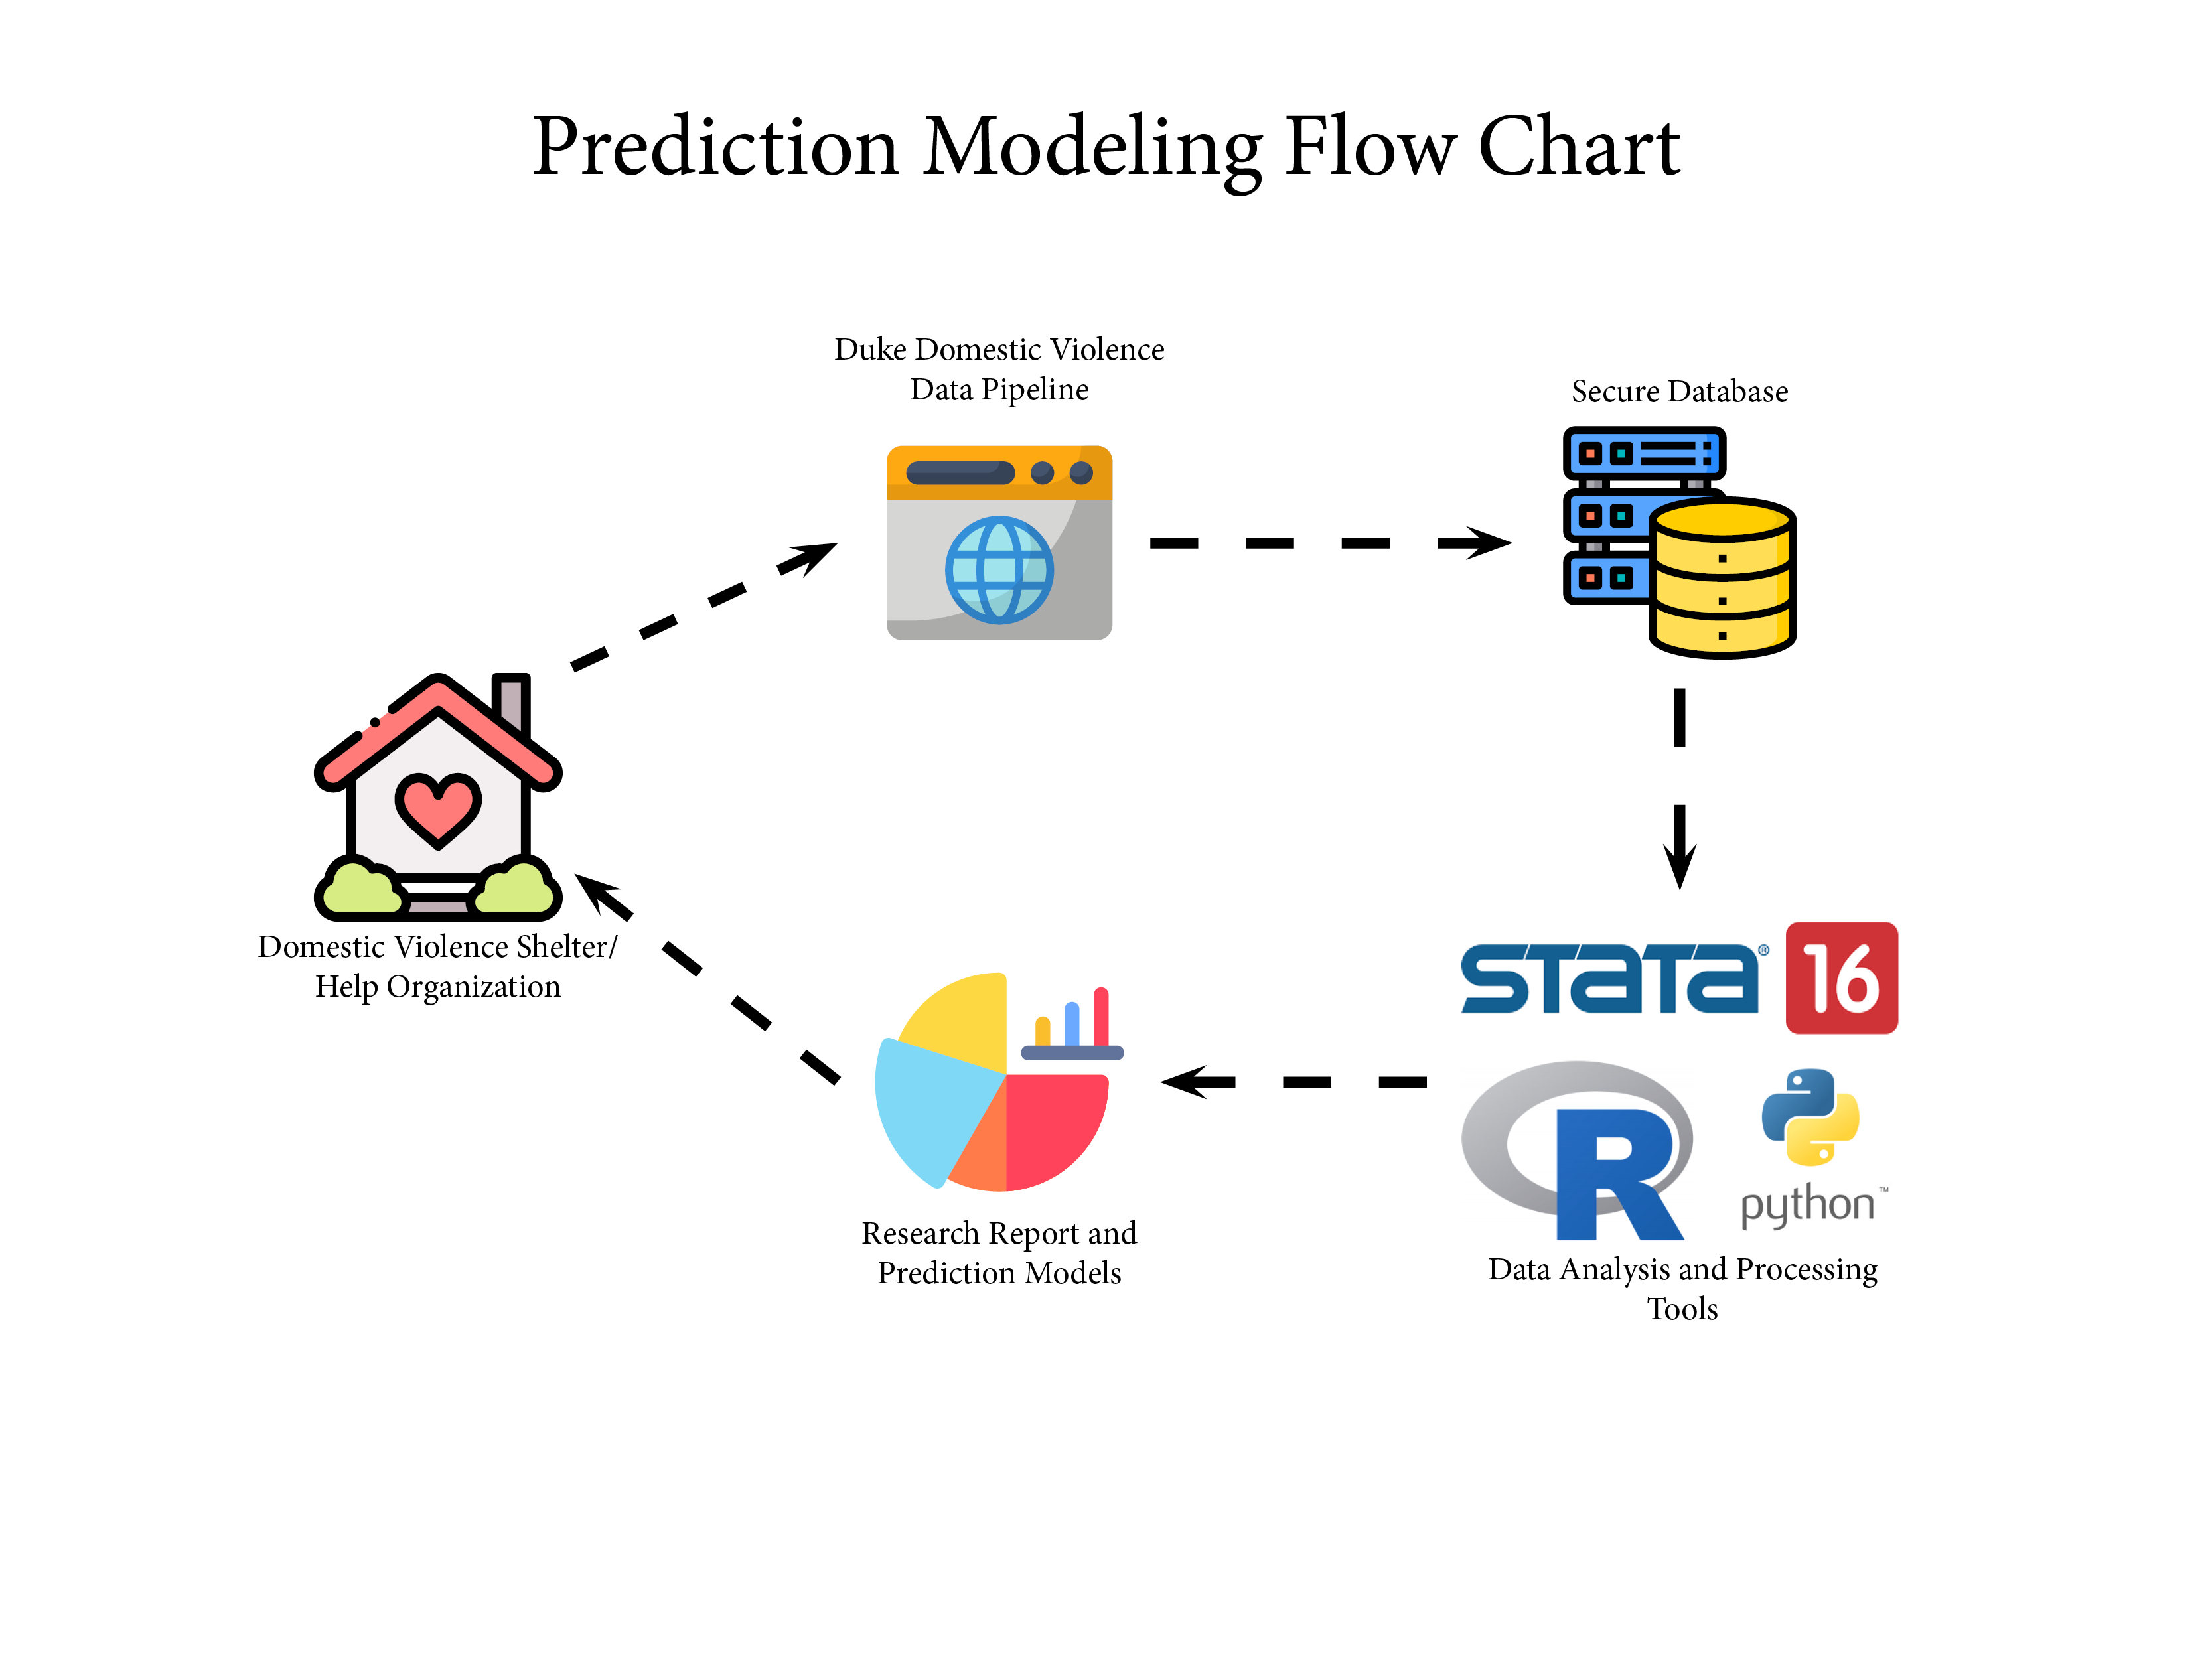 Prediction Modeling Flow Chart
Duke Domestic Violence
Data Pipeline
Secure Database
Domestic Violence Shelter/
Help Organization
STATA® 16
R
python™
Research Report and
Prediction Models
Data Analysis and Processing
Tools